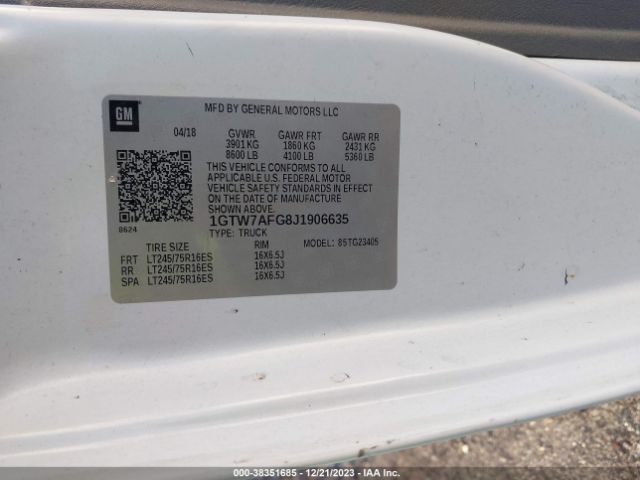 GM
MFD BY GENERAL MOTORS LLC
04/18 GVWR GAWR FRT GAWR RR
3901 KG 1860 KG 2431 KG
8600 LB 4100 LB 5360 LB
THIS VEHICLE CONFORMS TO ALL
APPLICABLE U.S. FEDERAL MOTOR
VEHICLE SAFETY STANDARDS IN EFFECT
ON THE DATE OF MANUFACTURE
SHOWN ABOVE.
1GTW7AFG8J1906635
8624
TYPE: TRUCK MODEL: 85TG23405
TIRE SIZE RIM
FRT LT245/75R16ES 16X6.5J
RR LT245/75R16ES 16X6.5J
SPA LT245/75R16ES 16X6.5J
000-38351685 - 12/21/2023 - IAA Inc.